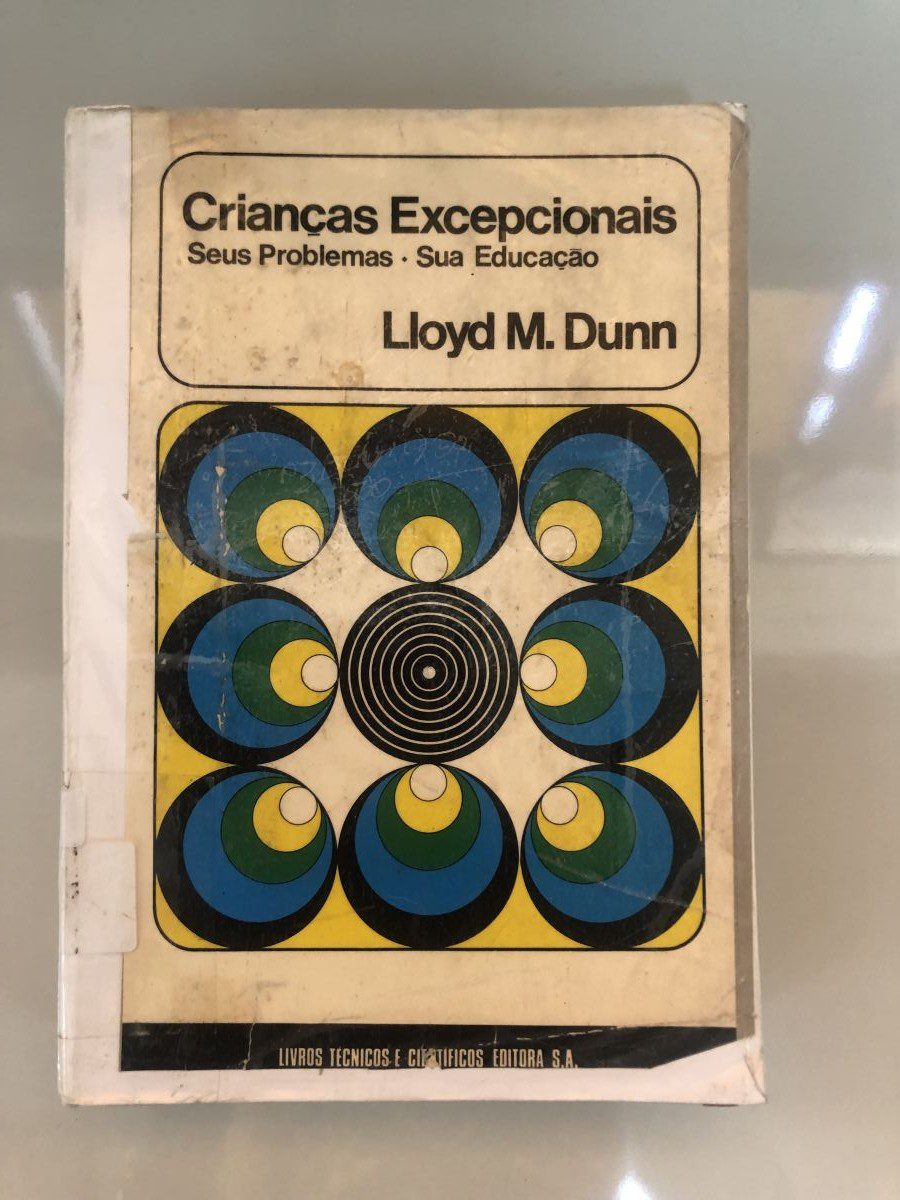 Crianças Excepcionais
Seus Problemas · Sua Educação
Lloyd M. Dunn
LIVROS TÉCNICOS E CIENTÍFICOS EDITORA S.A.